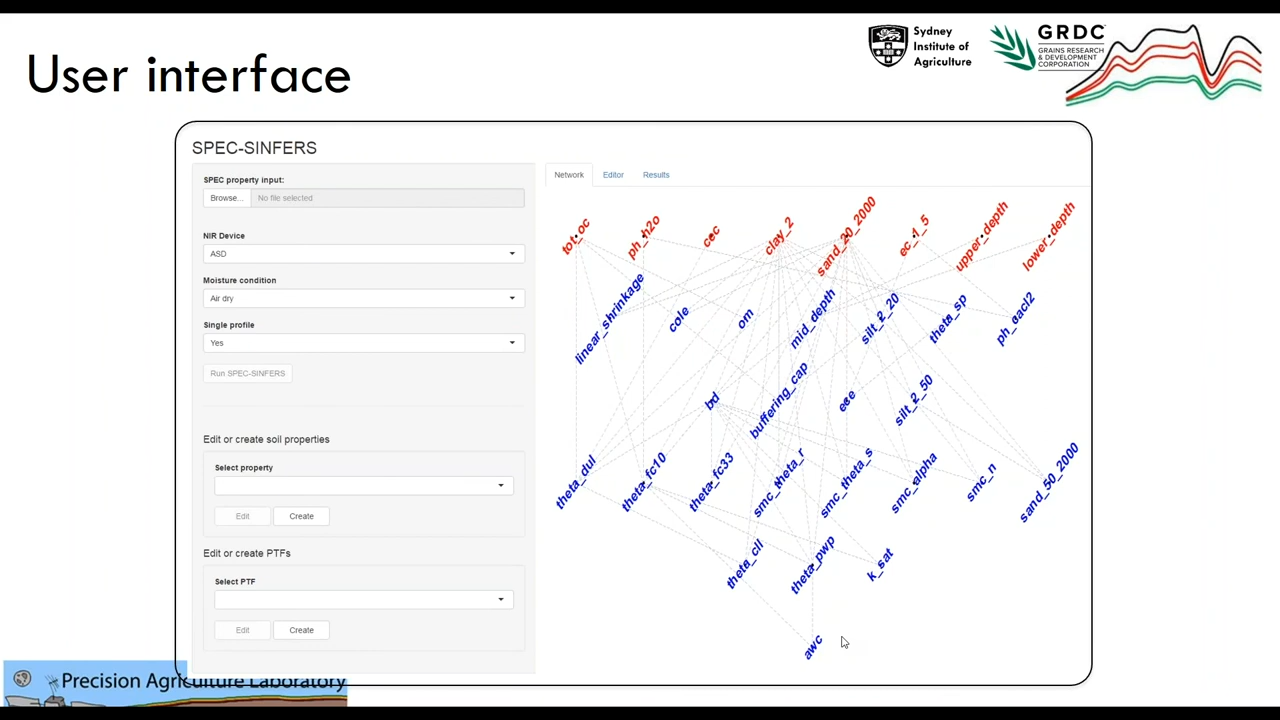 User interface
Sydney
Institute of
Agriculture
GRDC
GRAINS RESEARCH
& DEVELOPMENT
CORPORATION
SPEC-SINFERS
SPEC property input:
Browse... No file selected
NIR Device
ASD
Moisture condition
Air dry
Single profile
Yes
Run SPEC-SINFERS
Edit or create soil properties
Select property
Edit Create
Edit or create PTFs
Select PTF
Edit Create
Network Editor Results
tot_oc ph_h2o cec clay_2 sand_20_2000 ec_1_5 upper_depth lower_depth
linear_shrinkage cole om mid_depth silt_2_20 theta_sp ph_cacl2
bd buffering_cap ece silt_2_50
theta_dul theta_fc10 theta_fc33 smc_theta_r smc_theta_s smc_alpha smc_n sand_50_2000
theta_cll theta_pwp k_sat
awc
Precision Agriculture Laboratory